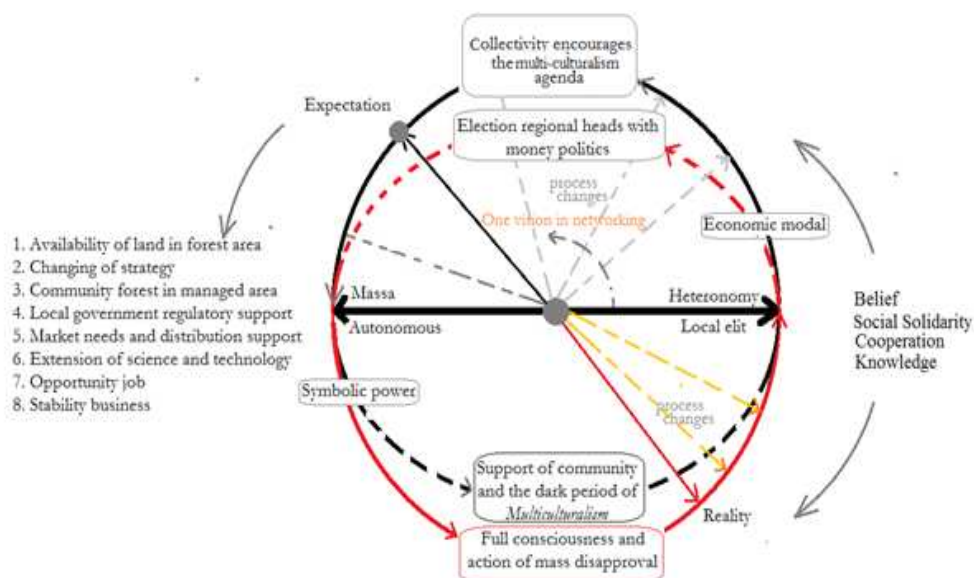 Collectivity encourages
the multi-culturalism
agenda
Expectation
Election regional heads with
money politics
process
changes
One vision in networking
Economic modal
1. Availability of land in forest area
2. Changing of strategy
3. Community forest in managed area
4. Local government regulatory support
5. Market needs and distribution support
6. Extension of science and technology
7. Opportunity job
8. Stability business
Massa
Autonomous
Heteronomy
Local elit
Belief
Social Solidarity
Cooperation
Knowledge
Symbolic power
process
changes
Support of community
and the dark period of
Multiculturalism
Reality
Full consciousness and
action of mass disapproval